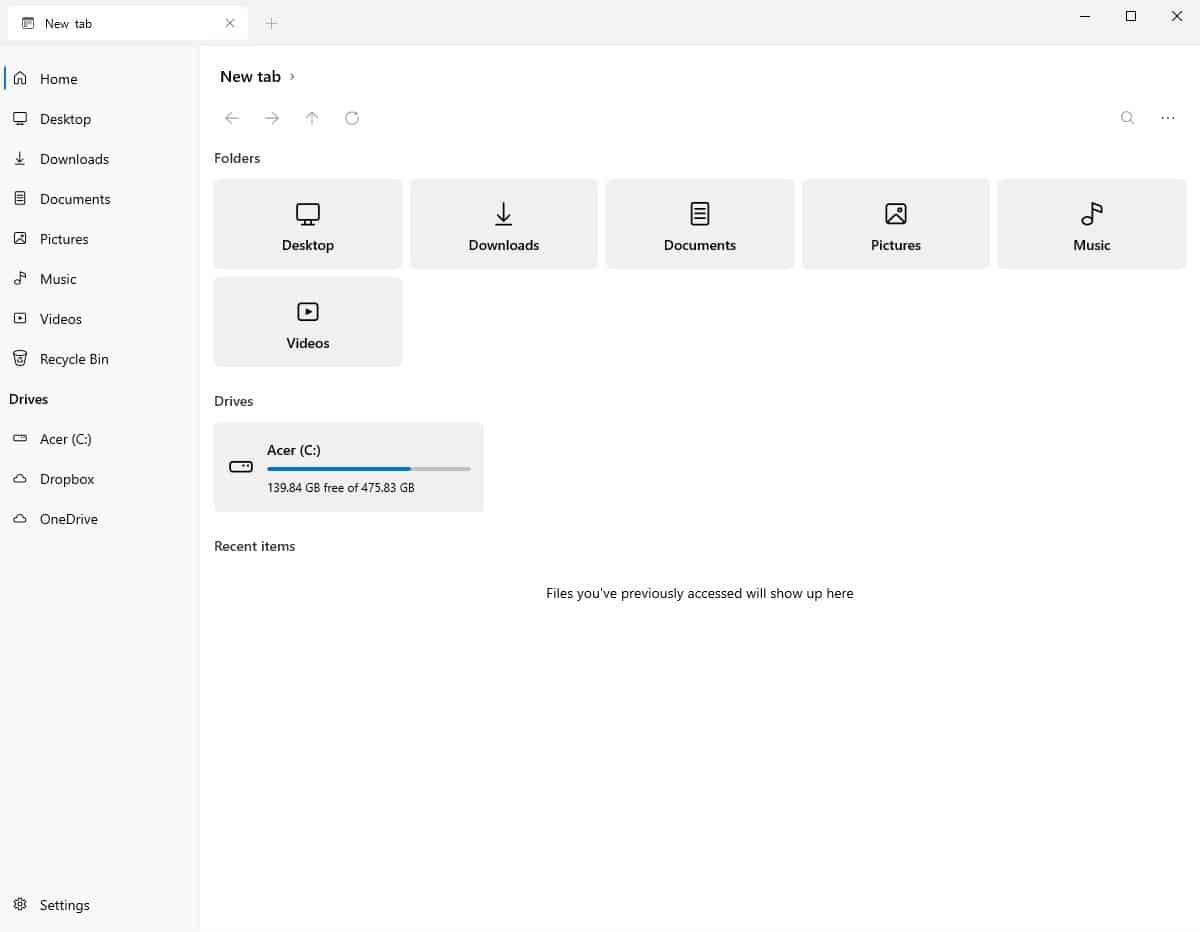 New tab
Home
Desktop
Downloads
Documents
Pictures
Music
Videos
Recycle Bin
Drives
Acer (C:)
Dropbox
OneDrive
Settings
New tab
Folders
Desktop
Downloads
Documents
Pictures
Music
Videos
Drives
Acer (C:)
139.84 GB free of 475.83 GB
Recent items
Files you've previously accessed will show up here